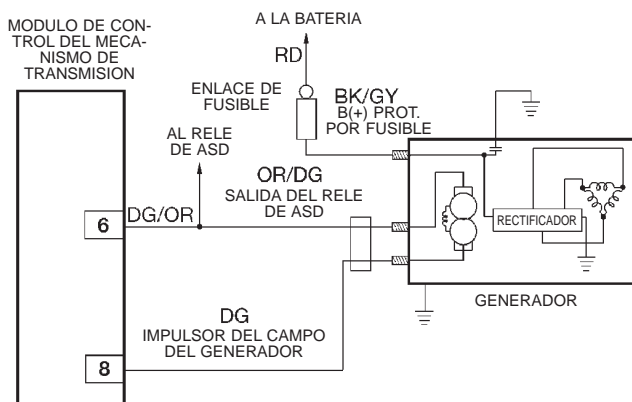 MODULO DE CON-
TROL DEL MECA-
NISMO DE
TRANSMISION
A LA BATERIA
RD
ENLACE DE
FUSIBLE
BK/GY
B(+) PROT.
POR FUSIBLE
AL RELE
DE ASD
OR/DG
SALIDA DEL RELE
DE ASD
6
DG/OR
RECTIFICADOR
GENERADOR
DG
IMPULSOR DEL CAMPO
DEL GENERADOR
8